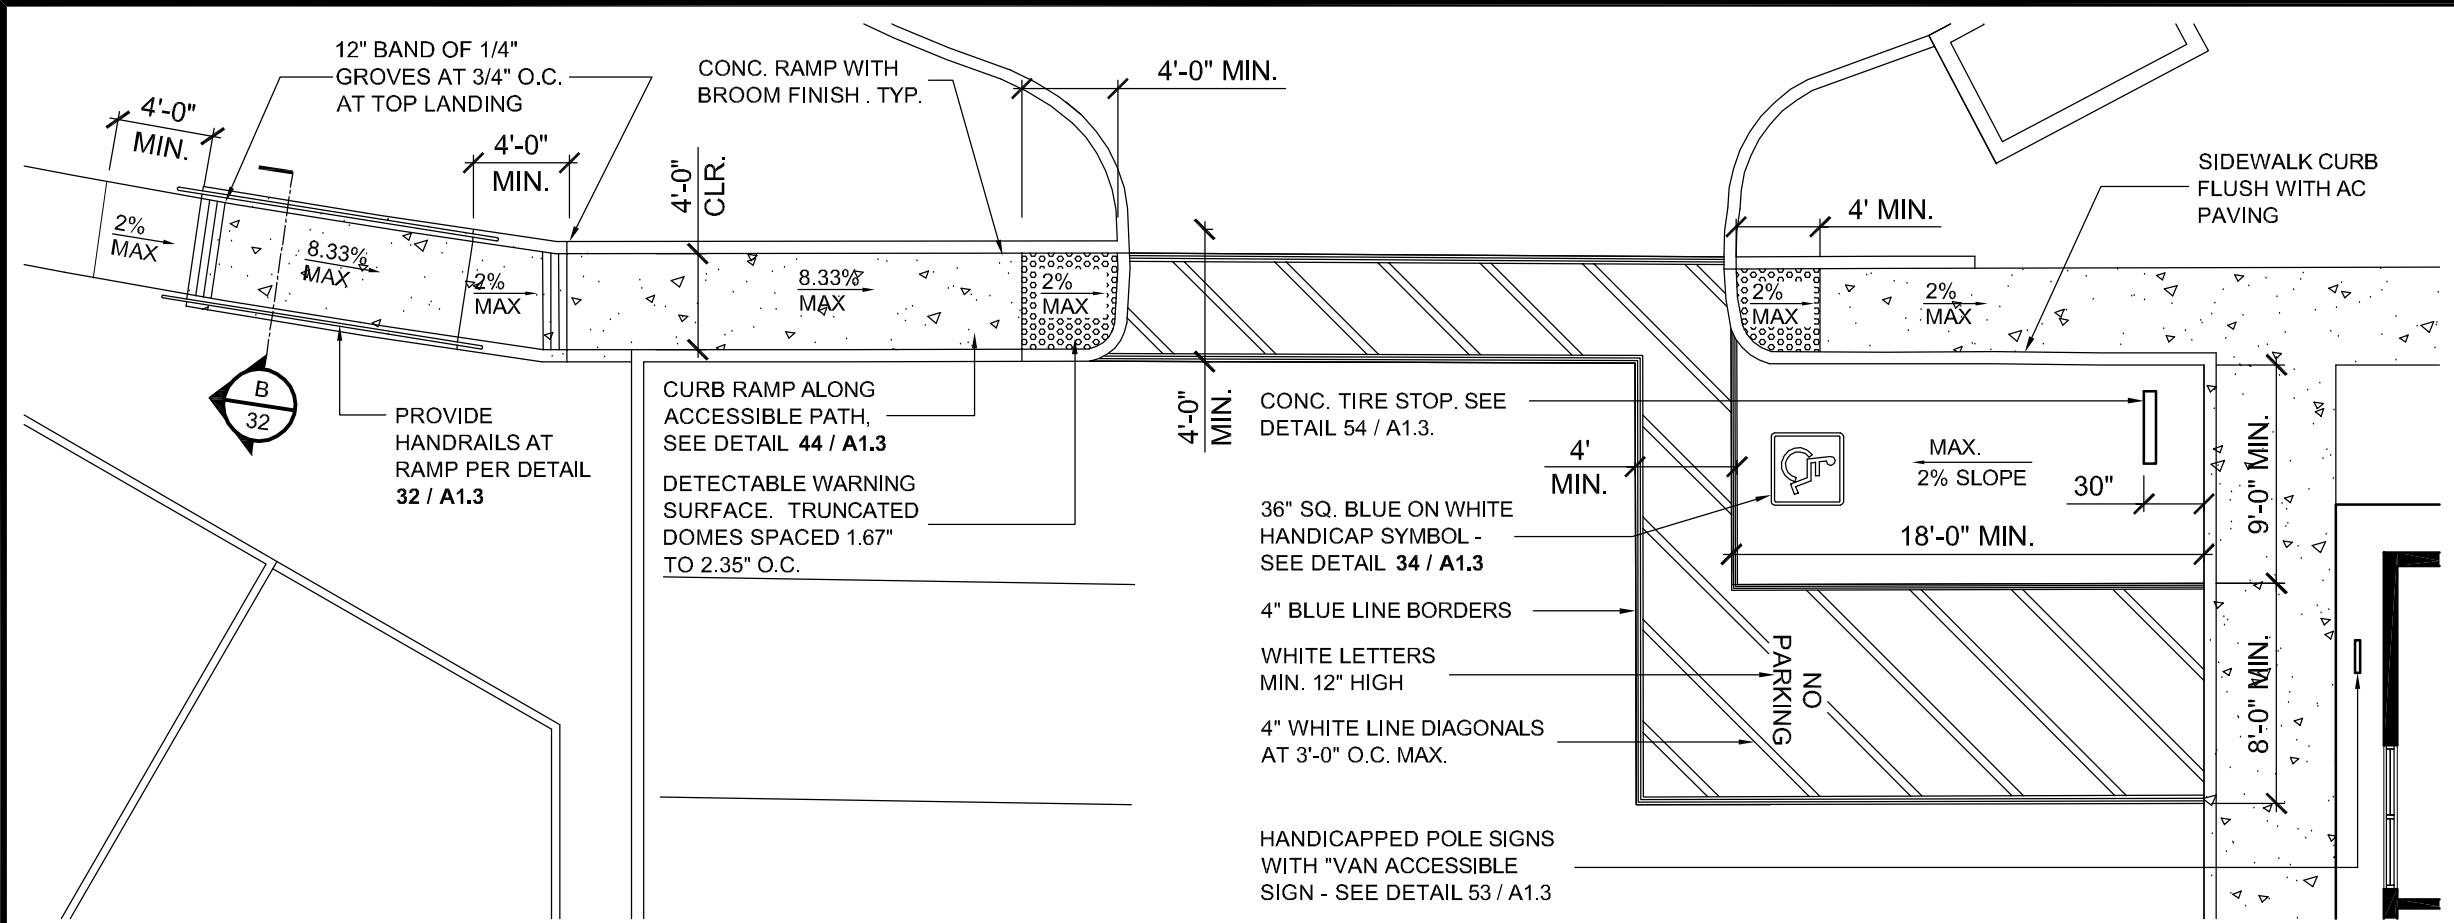 12" BAND OF 1/4"
GROVES AT 3/4" O.C.
AT TOP LANDING
CONC. RAMP WITH
BROOM FINISH . TYP.
4'-0" MIN.
4'-0"
MIN.
4'-0"
MIN.
4'-0"
CLR.
4' MIN.
SIDEWALK CURB
FLUSH WITH AC
PAVING
2%
MAX
8.33%
MAX
2%
MAX
8.33%
MAX
2%
MAX
2%
MAX
2%
MAX
B
32
PROVIDE
HANDRAILS AT
RAMP PER DETAIL
32 / A1.3
CURB RAMP ALONG
ACCESSIBLE PATH,
SEE DETAIL 44 / A1.3
DETECTABLE WARNING
SURFACE. TRUNCATED
DOMES SPACED 1.67"
TO 2.35" O.C.
4'-0"
MIN.
CONC. TIRE STOP. SEE
DETAIL 54 / A1.3.
4'
MIN.
36" SQ. BLUE ON WHITE
HANDICAP SYMBOL -
SEE DETAIL 34 / A1.3
MAX.
2% SLOPE
30"
18'-0" MIN.
9'-0" MIN.
4" BLUE LINE BORDERS
WHITE LETTERS
MIN. 12" HIGH
NO
PARKING
8'-0" MIN.
4" WHITE LINE DIAGONALS
AT 3'-0" O.C. MAX.
HANDICAPPED POLE SIGNS
WITH "VAN ACCESSIBLE
SIGN - SEE DETAIL 53 / A1.3